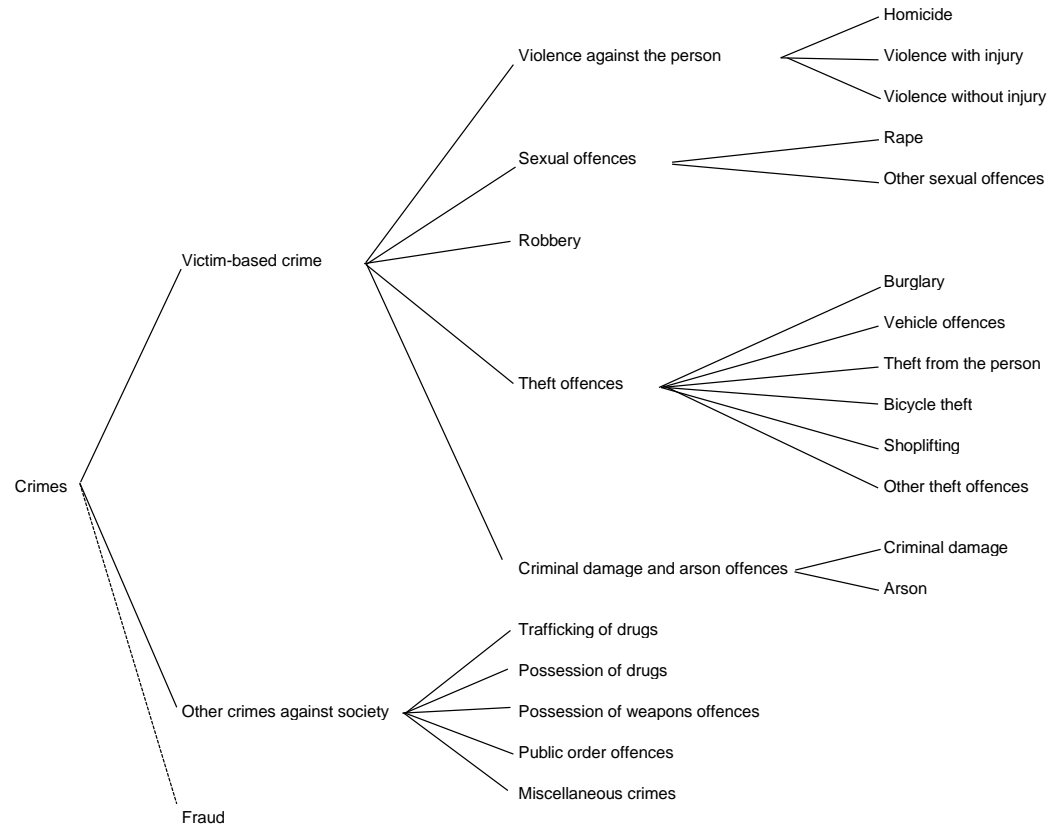 Homicide
Violence against the person
Violence with injury
Violence without injury
Rape
Sexual offences
Other sexual offences
Robbery
Victim-based crime
Burglary
Vehicle offences
Theft from the person
Theft offences
Bicycle theft
Shoplifting
Crimes
Other theft offences
Criminal damage
Criminal damage and arson offences
Arson
Trafficking of drugs
Possession of drugs
Other crimes against society
Possession of weapons offences
Public order offences
Miscellaneous crimes
Fraud